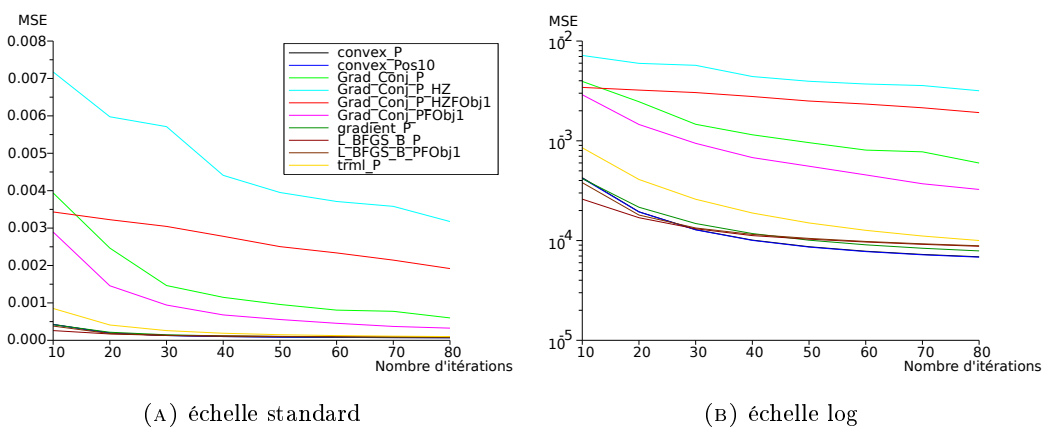 MSE
0.008
0.007
0.006
0.005
0.004
0.003
0.002
0.001
0.000
10 20 30 40 50 60 70 80
Nombre d'itérations
convex_P
convex_Pos10
Grad_Conj_P
Grad_Conj_P_HZ
Grad_Conj_P_HZFObj1
Grad_Conj_PFObj1
gradient_P
L_BFGS_B_P
L_BFGS_B_PFObj1
trml_P
(A) échelle standard
MSE
10^-2
10^-3
10^-4
10^-5
10 20 30 40 50 60 70 80
Nombre d'itérations
(B) échelle log